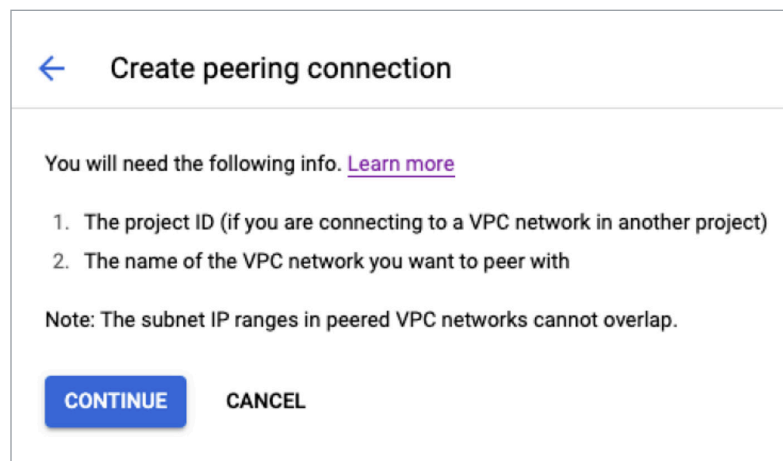 Create peering connection
You will need the following info. Learn more
1. The project ID (if you are connecting to a VPC network in another project)
2. The name of the VPC network you want to peer with
Note: The subnet IP ranges in peered VPC networks cannot overlap.
CONTINUE CANCEL